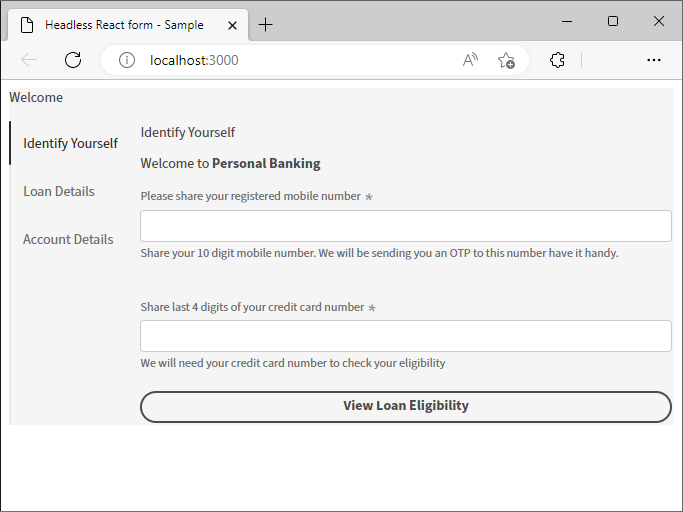 Headless React form - Sample
localhost:3000
Welcome
Identify Yourself
Loan Details
Account Details
Identify Yourself
Welcome to Personal Banking
Please share your registered mobile number *
Share your 10 digit mobile number. We will be sending you an OTP to this number have it handy.
Share last 4 digits of your credit card number *
We will need your credit card number to check your eligibility
View Loan Eligibility